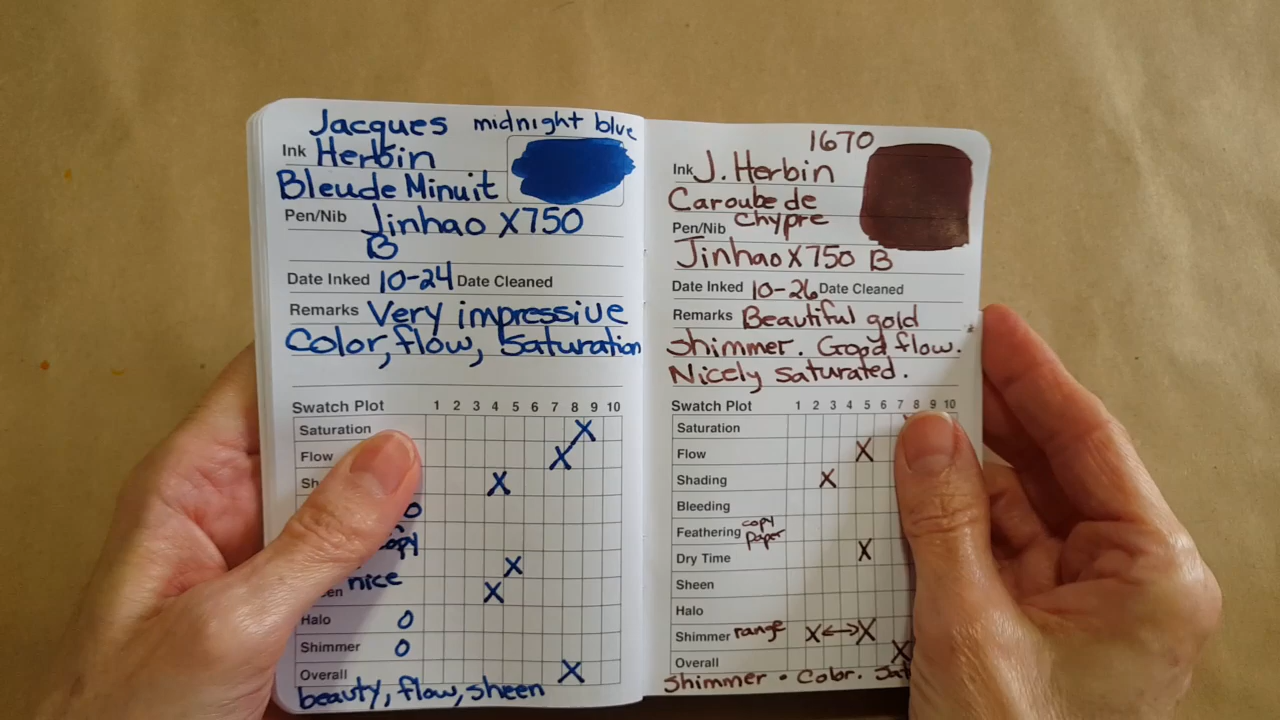 Jacques midnight blue
Ink Herbin
Bleude Minuit
Pen/Nib Jinhao X750
B
Date Inked 10-24 Date Cleaned
Remarks Very impressive
Color, flow, Saturation
Swatch Plot 1 2 3 4 5 6 7 8 9 10
Saturation X
Flow X
Sh X
O
opy
X
en nice X
Halo O
Shimmer O
Overall X
beauty, flow, sheen
1670
Ink J. Herbin
Caroube de
Chypre
Pen/Nib
Jinhao X750 B
Date Inked 10-26 Date Cleaned
Remarks Beautiful gold
Shimmer. Good flow.
Nicely saturated.
Swatch Plot 1 2 3 4 5 6 7 8 9 10
Saturation
Flow X
Shading X
Bleeding
Feathering copy paper
Dry Time X
Sheen
Halo
Shimmer range X↔X
Overall X
Shimmer • Color. Sat